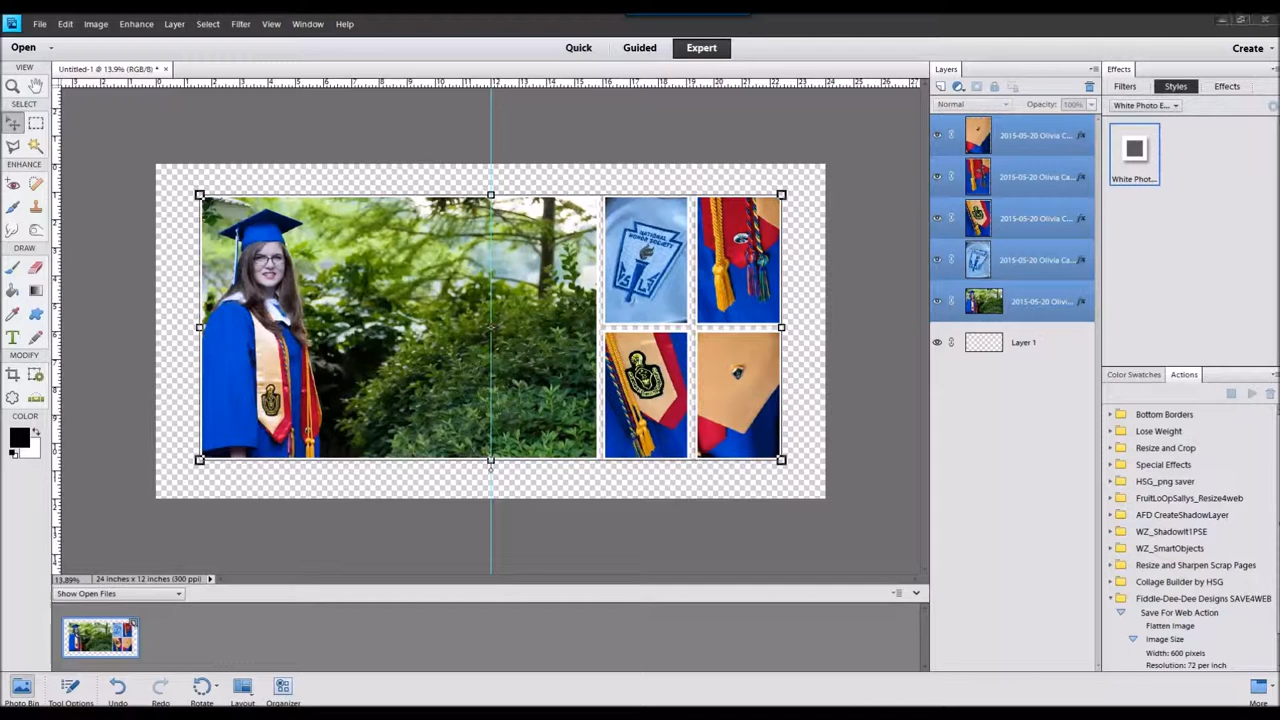 File Edit Image Enhance Layer Select Filter View Window Help
Open Quick Guided Expert Create
VIEW
SELECT
ENHANCE
DRAW
MODIFY
COLOR
Untitled-1 @ 13.9% (RGB/8) * ×
NATIONAL
HONOR SOCIETY
13.89% 24 inches x 12 inches (300 ppi)
Show Open Files
Photo Bin Tool Options Undo Redo Rotate Layout Organizer More
Layers
Normal Opacity: 100%
2015-05-20 Olivia C... fx
2015-05-20 Olivia Ca... fx
2015-05-20 Olivia Ca... fx
2015-05-20 Olivia Ca... fx
2015-05-20 Olivi... fx
Layer 1
Effects
Filters Styles Effects
White Photo E...
White Phot...
Color Swatches Actions
Bottom Borders
Lose Weight
Resize and Crop
Special Effects
HSG_png saver
FruitLoOpSallys_Resize4web
AFD CreateShadowLayer
WZ_ShadowIt1PSE
WZ_SmartObjects
Resize and Sharpen Scrap Pages
Collage Builder by HSG
Fiddle-Dee-Dee Designs SAVE4WEB
Save For Web Action
Flatten Image
Image Size
Width: 600 pixels
Resolution: 72 per inch